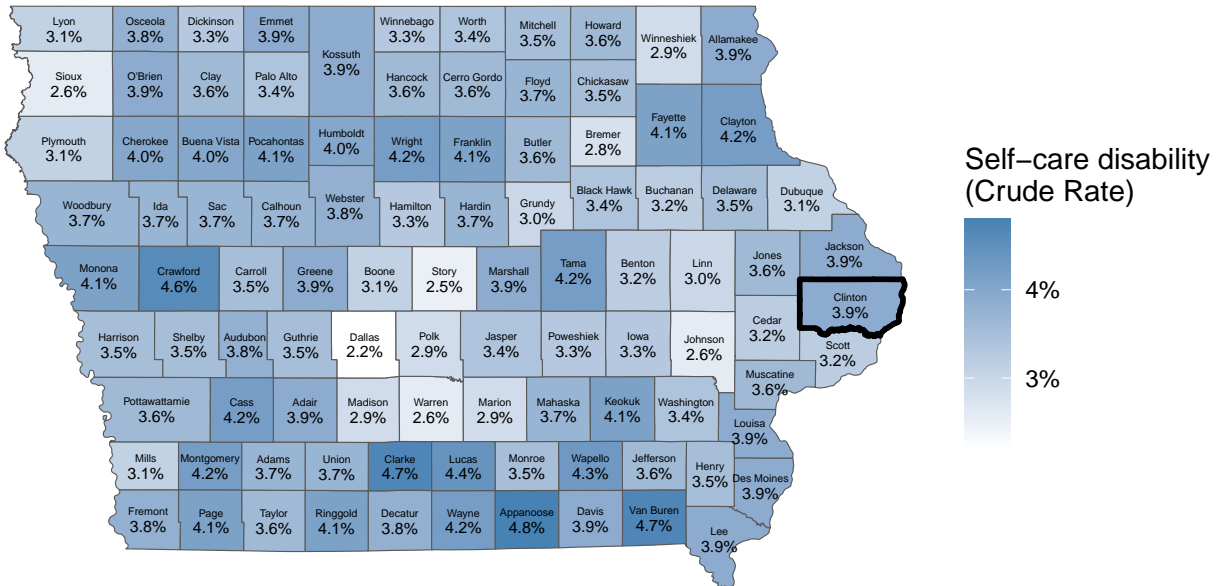 Lyon
3.1%
Osceola
3.8%
Dickinson
3.3%
Emmet
3.9%
Kossuth
3.9%
Winnebago
3.3%
Worth
3.4%
Mitchell
3.5%
Howard
3.6%
Winneshiek
2.9%
Allamakee
3.9%
Sioux
2.6%
O'Brien
3.9%
Clay
3.6%
Palo Alto
3.4%
Hancock
3.6%
Cerro Gordo
3.6%
Floyd
3.7%
Chickasaw
3.5%
Fayette
4.1%
Clayton
4.2%
Plymouth
3.1%
Cherokee
4.0%
Buena Vista
4.0%
Pocahontas
4.1%
Humboldt
4.0%
Wright
4.2%
Franklin
4.1%
Butler
3.6%
Bremer
2.8%
Woodbury
3.7%
Ida
3.7%
Sac
3.7%
Calhoun
3.7%
Webster
3.8%
Hamilton
3.3%
Hardin
3.7%
Grundy
3.0%
Black Hawk
3.4%
Buchanan
3.2%
Delaware
3.5%
Dubuque
3.1%
Monona
4.1%
Crawford
4.6%
Carroll
3.5%
Greene
3.9%
Boone
3.1%
Story
2.5%
Marshall
3.9%
Tama
4.2%
Benton
3.2%
Linn
3.0%
Jones
3.6%
Jackson
3.9%
Clinton
3.9%
Harrison
3.5%
Shelby
3.5%
Audubon
3.8%
Guthrie
3.5%
Dallas
2.2%
Polk
2.9%
Jasper
3.4%
Poweshiek
3.3%
Iowa
3.3%
Johnson
2.6%
Cedar
3.2%
Scott
3.2%
Muscatine
3.6%
Pottawattamie
3.6%
Cass
4.2%
Adair
3.9%
Madison
2.9%
Warren
2.6%
Marion
2.9%
Mahaska
3.7%
Keokuk
4.1%
Washington
3.4%
Louisa
3.9%
Mills
3.1%
Montgomery
4.2%
Adams
3.7%
Union
3.7%
Clarke
4.7%
Lucas
4.4%
Monroe
3.5%
Wapello
4.3%
Jefferson
3.6%
Henry
3.5%
Des Moines
3.9%
Fremont
3.8%
Page
4.1%
Taylor
3.6%
Ringgold
4.1%
Decatur
3.8%
Wayne
4.2%
Appanoose
4.8%
Davis
3.9%
Van Buren
4.7%
Lee
3.9%
Self−care disability
(Crude Rate)
4%
3%